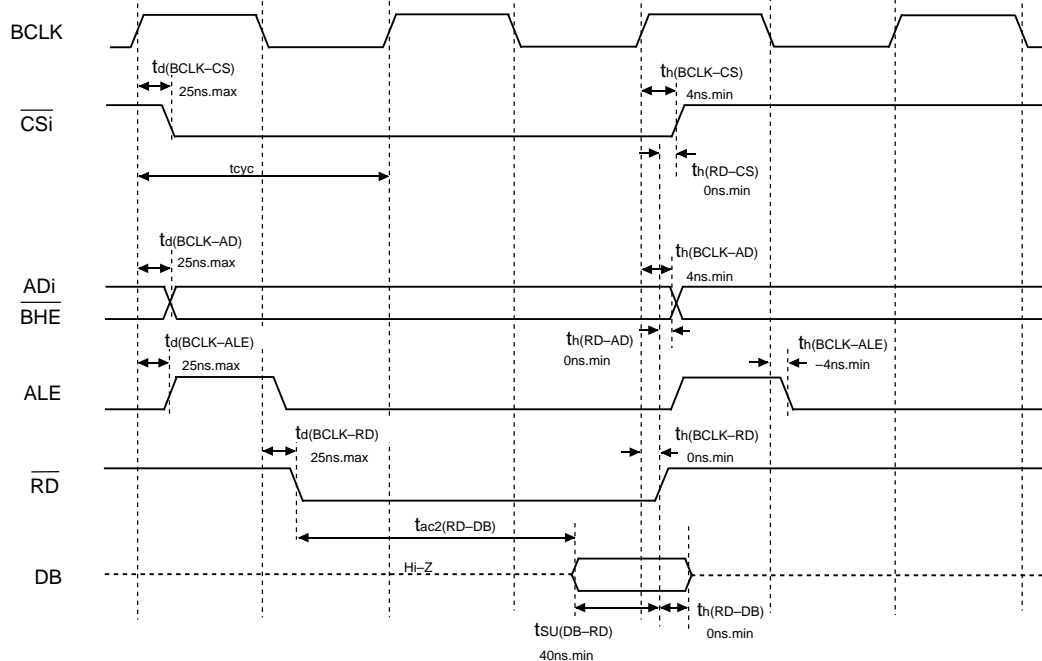 BCLK
td(BCLK–CS)
25ns.max
th(BCLK–CS)
4ns.min
CSi
tcyc
th(RD–CS)
0ns.min
td(BCLK–AD)
25ns.max
th(BCLK–AD)
4ns.min
ADi
BHE
th(RD–AD)
0ns.min
td(BCLK–ALE)
25ns.max
th(BCLK–ALE)
–4ns.min
ALE
td(BCLK–RD)
25ns.max
th(BCLK–RD)
0ns.min
RD
tac2(RD–DB)
Hi–Z
DB
tSU(DB–RD)
40ns.min
th(RD–DB)
0ns.min